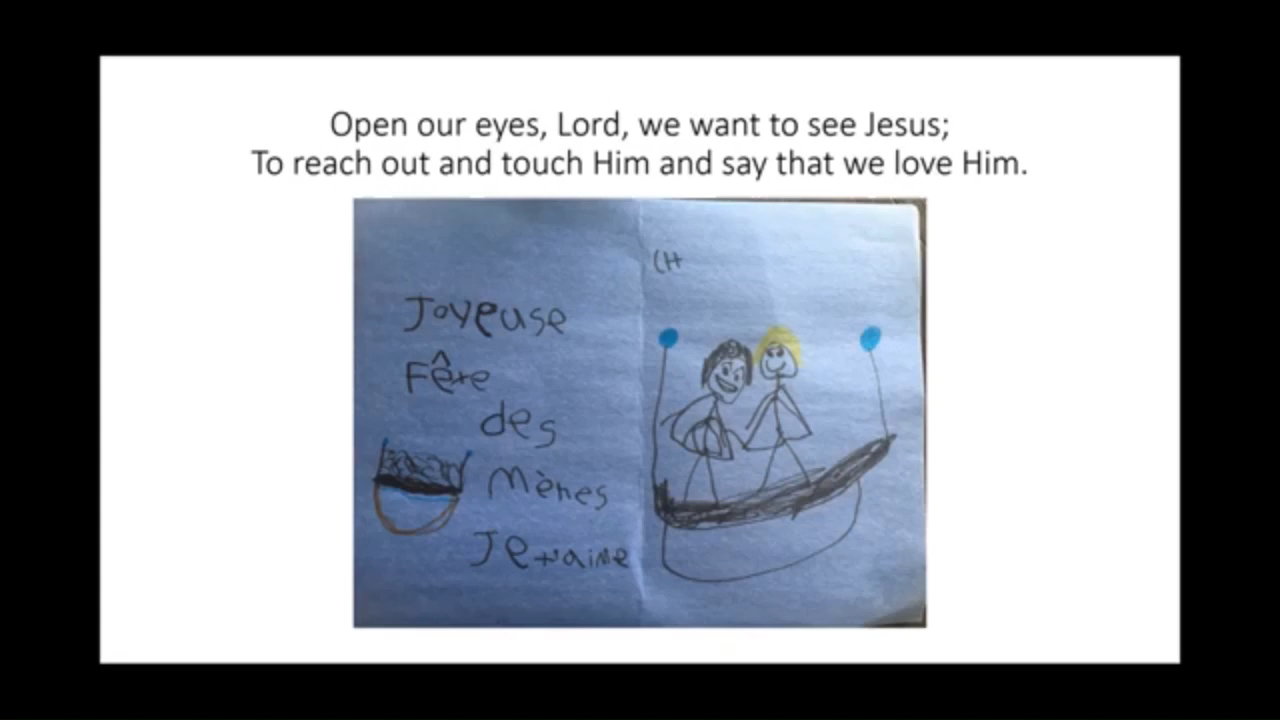 Open our eyes, Lord, we want to see Jesus;
To reach out and touch Him and say that we love Him.
Joyeuse
Fête
des
Mènes
Je t'aime
CH